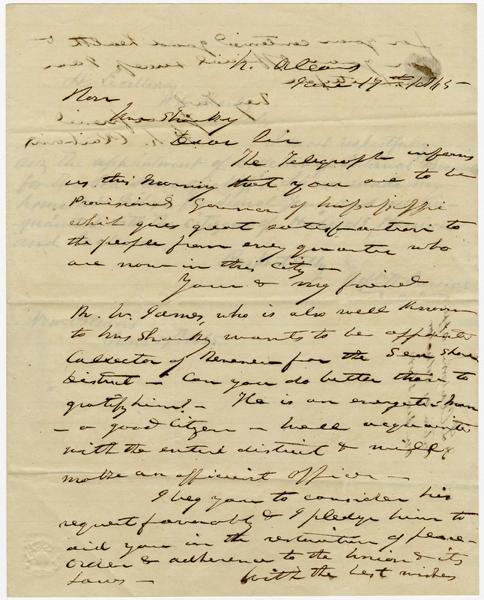 N. Orleans
June 17th 1865 -
Hon
Wm Sharkey
Dear Sir
The Telegraph informs
us this morning that you are to be
Provisional Governor of Mississippi
which gives great satisfaction to
the people from every quarter who
are now in this City -
Your & my friend
W. James, who is also well known
to Mrs Sharkey wants to be appointed
Collector of Revenue for the Sea Shore
District - Can you do better than to
gratify him? - He is an energetic man
- a good Citizen - well acquainted
with the entire district & will
make an efficient officer -
I beg you to consider his
request favorably & I pledge him to
aid you in the restoration of peace -
order & adherence to the Union & its
Laws - With the best wishes